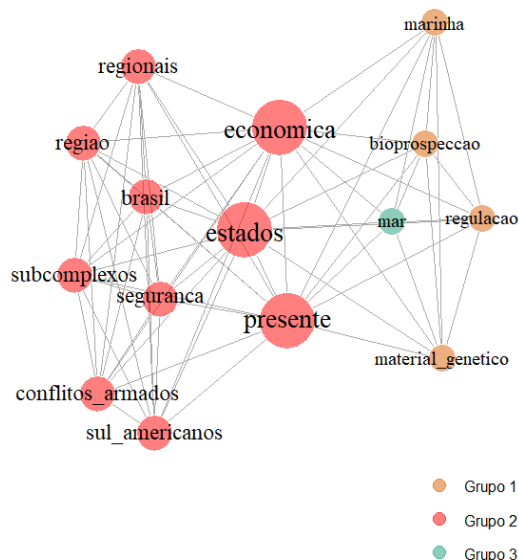 marinha
regionais
economica
regiao
bioprospeccao
brasil
mar
regulacao
estados
subcomplexos
seguranca
presente
material_genetico
conflitos_armados
sul_americanos
Grupo 1
Grupo 2
Grupo 3